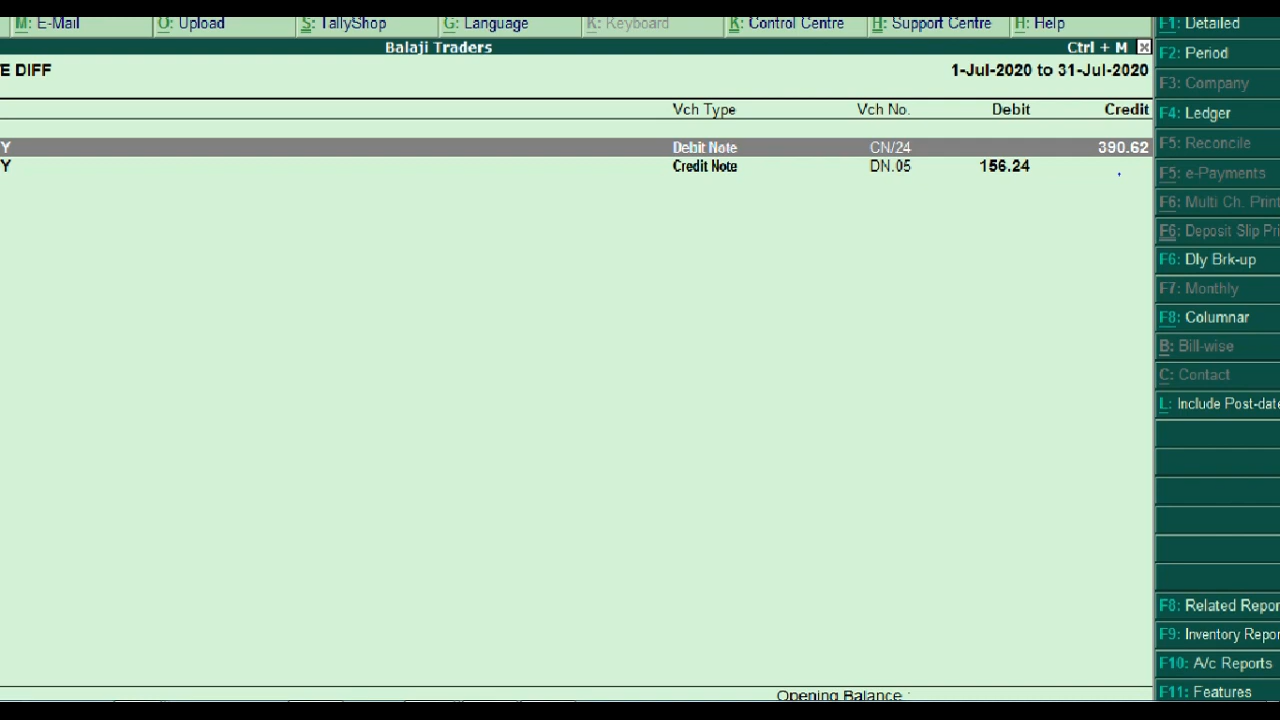 M: E-Mail O: Upload S: TallyShop G: Language K: Keyboard K: Control Centre H: Support Centre H: Help
Balaji Traders Ctrl + M
E DIFF 1-Jul-2020 to 31-Jul-2020
Vch Type Vch No. Debit Credit
Y Debit Note CN/24 390.62
Y Credit Note DN.05 156.24
Opening Balance :
F1: Detailed
F2: Period
F3: Company
F4: Ledger
F5: Reconcile
F5: e-Payments
F6: Multi Ch. Print
F6: Deposit Slip Pri
F6: Dly Brk-up
F7: Monthly
F8: Columnar
B: Bill-wise
C: Contact
L: Include Post-date
F8: Related Repor
F9: Inventory Repor
F10: A/c Reports
F11: Features